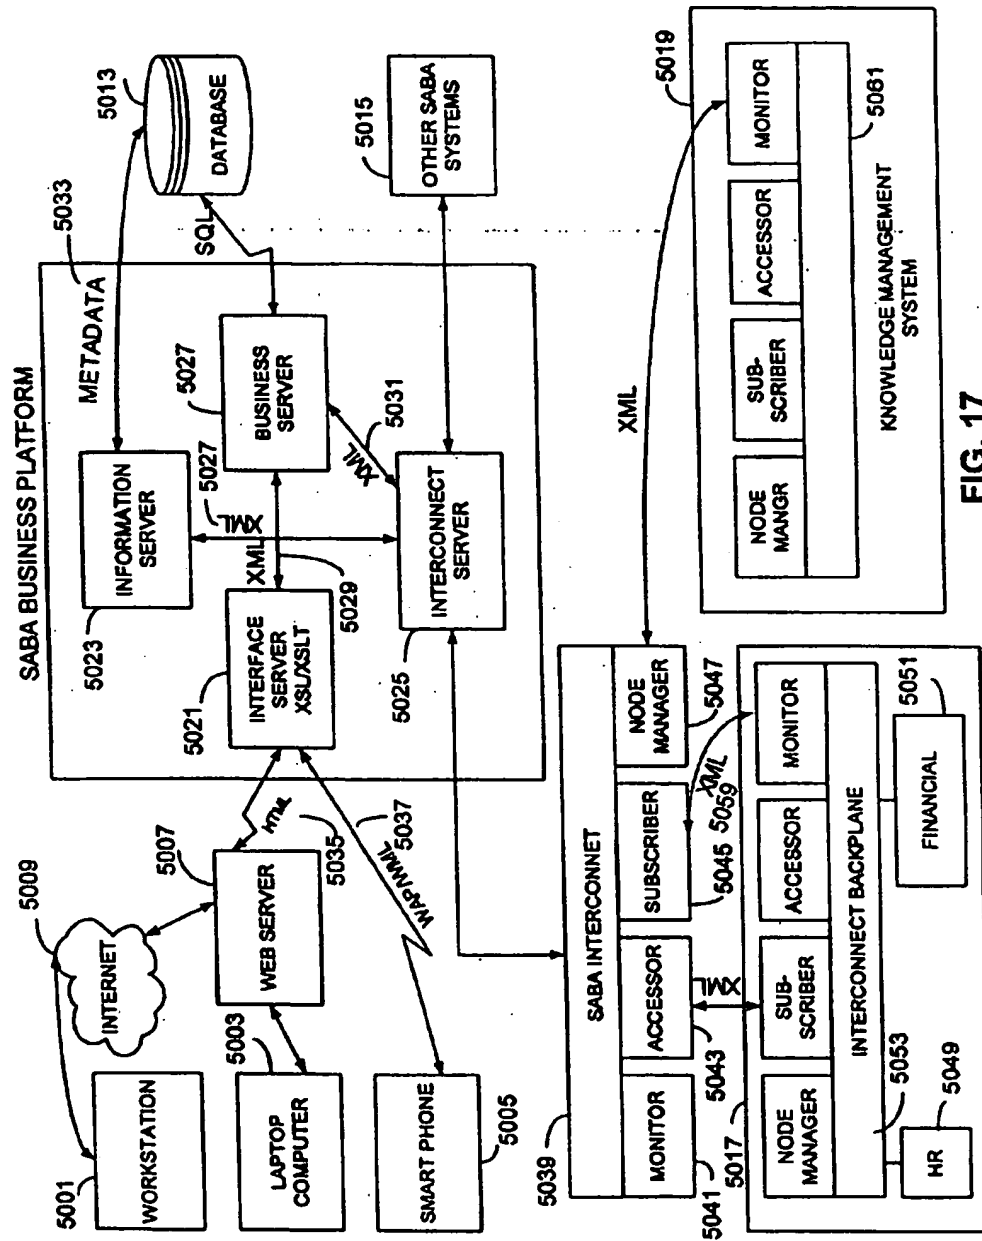 SABA BUSINESS PLATFORM
5001
WORKSTATION
5009
INTERNET
5003
LAPTOP
COMPUTER
5007
WEB SERVER
SMART PHONE
5005
HTML
5035
5037
5021
INTERFACE
SERVER
XSL/XSLT
5023
INFORMATION
SERVER
METADATA
5033
5027
XML
XML
5029
5027
BUSINESS
SERVER
XML
5031
5025
INTERCONNECT
SERVER
SQL
5013
DATABASE
5015
OTHER SABA
SYSTEMS
5039
SABA INTERCONNET
MONITOR
5041
ACCESSOR
5043
SUBSCRIBER
5045
NODE
MANAGER
5047
XML
XML
5059
5017
NODE
MANAGER
SUB-
SCRIBER
ACCESSOR
MONITOR
INTERCONNECT BACKPLANE
5053
HR
5049
FINANCIAL
5051
XML
5019
NODE
MANGR
SUB-
SCRIBER
ACCESSOR
MONITOR
5061
KNOWLEDGE MANAGEMENT
SYSTEM
FIG. 17